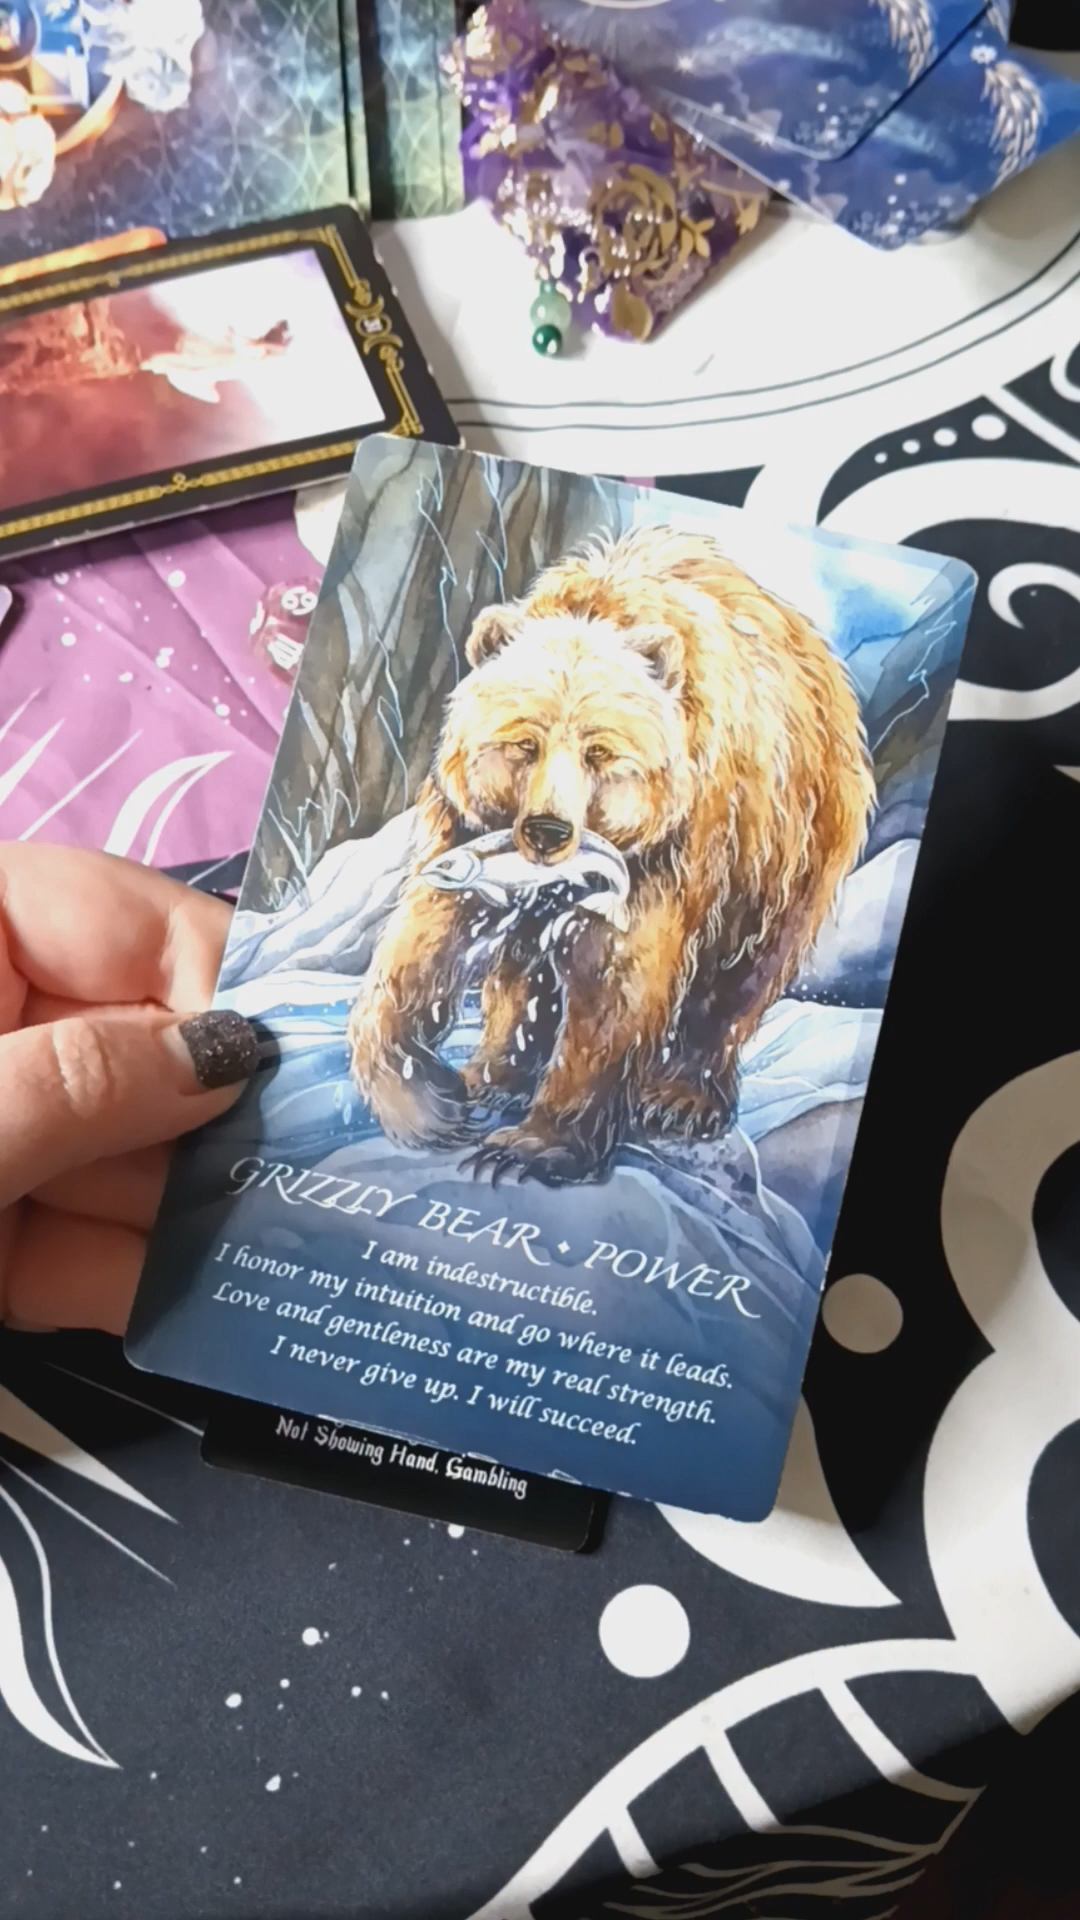 GRIZZLY BEAR • POWER
I am indestructible.
I honor my intuition and go where it leads.
Love and gentleness are my real strength.
I never give up. I will succeed.
Not Showing Hand, Gambling